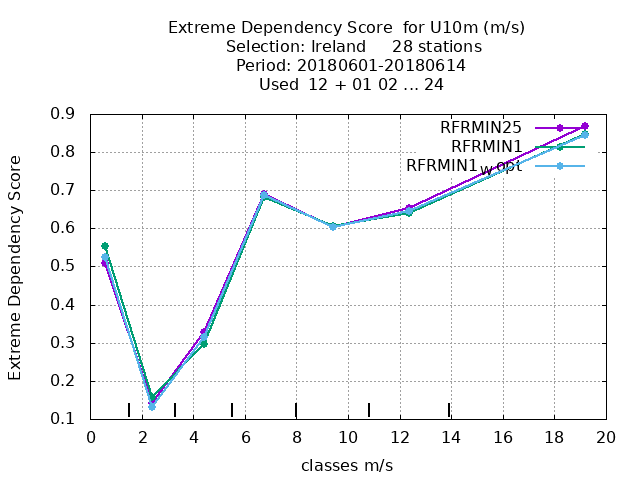 Extreme Dependency Score  for U10m (m/s)
Selection: Ireland     28 stations
Period: 20180601-20180614
Used  12 + 01 02 ... 24
Extreme Dependency Score
0.9
0.8
0.7
0.6
0.5
0.4
0.3
0.2
0.1
RFRMIN25
RFRMIN1
RFRMIN1w opt
0 2 4 6 8 10 12 14 16 18 20
classes m/s